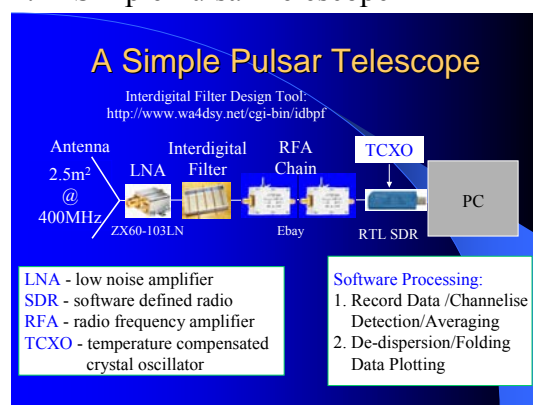 A Simple Pulsar Telescope
Interdigital Filter Design Tool:
http://www.wa4dsy.net/cgi-bin/idbpf
Antenna
2.5m²
@
400MHz
LNA
ZX60-103LN
Interdigital
Filter
RFA
Chain
Ebay
TCXO
RTL SDR
PC
LNA - low noise amplifier
SDR - software defined radio
RFA - radio frequency amplifier
TCXO - temperature compensated
crystal oscillator
Software Processing:
1. Record Data /Channelise
Detection/Averaging
2. De-dispersion/Folding
Data Plotting